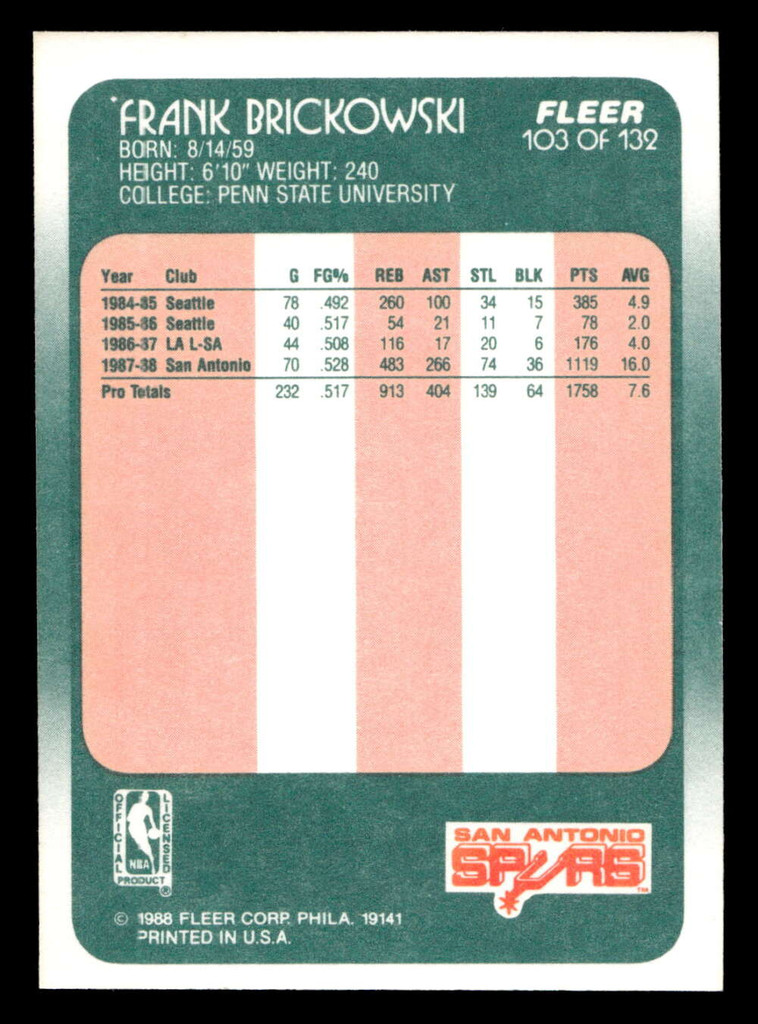 FRANK BRICKOWSKI
FLEER
103 OF 132
BORN: 8/14/59
HEIGHT: 6'10" WEIGHT: 240
COLLEGE: PENN STATE UNIVERSITY
Year Club G FG% REB AST STL BLK PTS AVG
1984-85 Seattle 78 .492 260 100 34 15 385 4.9
1985-86 Seattle 40 .517 54 21 11 7 78 2.0
1986-87 LA L-SA 44 .508 116 17 20 6 176 4.0
1987-88 San Antonio 70 .528 483 266 74 36 1119 16.0
Pro Totals 232 .517 913 404 139 64 1758 7.6
OFFICIAL LICENSED
NBA
PRODUCT ®
SAN ANTONIO
SPURS TM
© 1988 FLEER CORP. PHILA. 19141
PRINTED IN U.S.A.